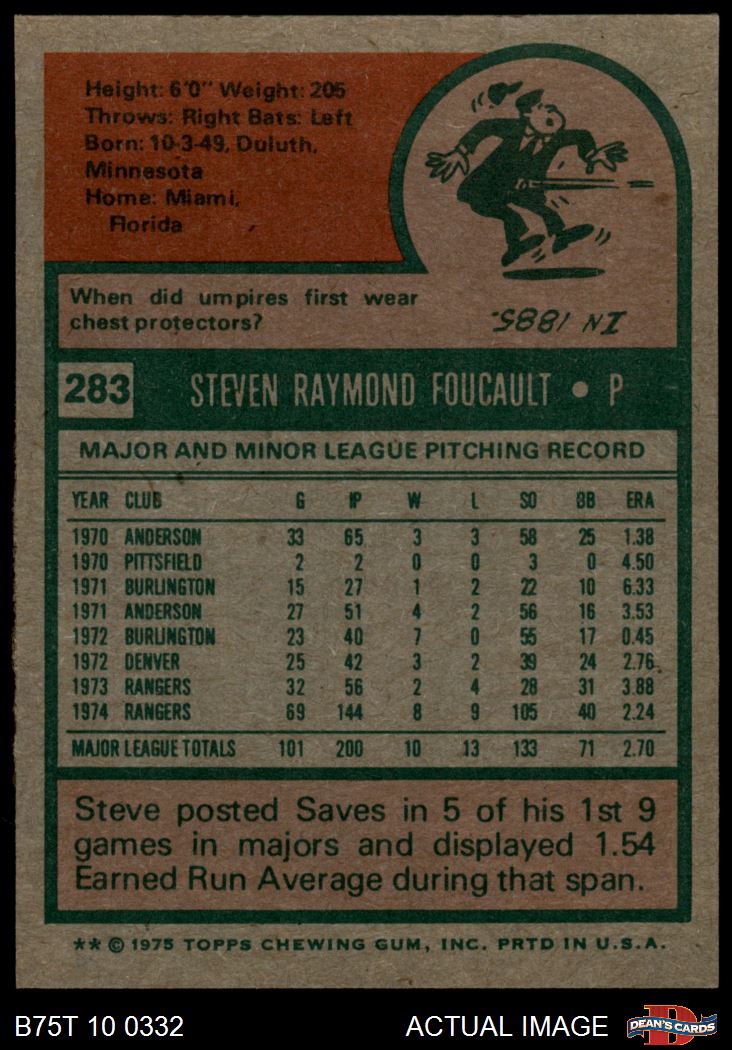 Height: 6'0" Weight: 205
Throws: Right Bats: Left
Born: 10-3-49, Duluth,
Minnesota
Home: Miami,
Florida
When did umpires first wear
chest protectors?
IN 1885.
283 STEVEN RAYMOND FOUCAULT • P
MAJOR AND MINOR LEAGUE PITCHING RECORD
YEAR CLUB G IP W L SO BB ERA
1970 ANDERSON 33 65 3 3 58 25 1.38
1970 PITTSFIELD 2 2 0 0 3 0 4.50
1971 BURLINGTON 15 27 1 2 22 10 6.33
1971 ANDERSON 27 51 4 2 56 16 3.53
1972 BURLINGTON 23 40 7 0 55 17 0.45
1972 DENVER 25 42 3 2 39 24 2.76
1973 RANGERS 32 56 2 4 28 31 3.88
1974 RANGERS 69 144 8 9 105 40 2.24
MAJOR LEAGUE TOTALS 101 200 10 13 133 71 2.70
Steve posted Saves in 5 of his 1st 9
games in majors and displayed 1.54
Earned Run Average during that span.
** © 1975 TOPPS CHEWING GUM, INC. PRTD IN U.S.A.
B75T 10 0332 ACTUAL IMAGE DEAN'S CARDS